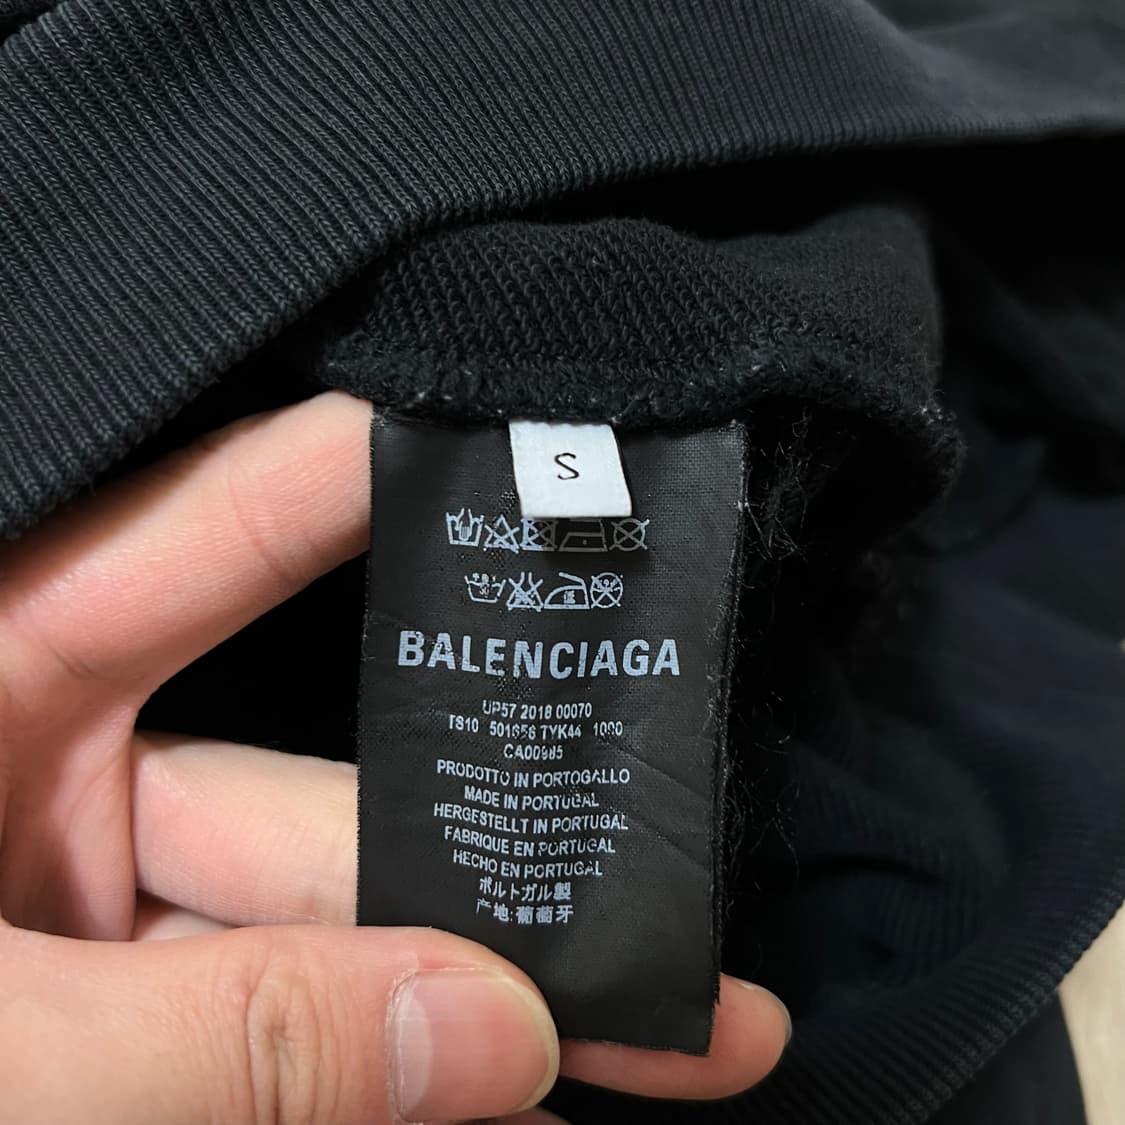 S
BALENCIAGA
UP57 2018 00070
TS10 501656 TYK44 1000
CA00985
PRODOTTO IN PORTOGALLO
MADE IN PORTUGAL
HERGESTELLT IN PORTUGAL
FABRIQUE EN PORTUGAL
HECHO EN PORTUGAL
ポルトガル製
产地:葡萄牙